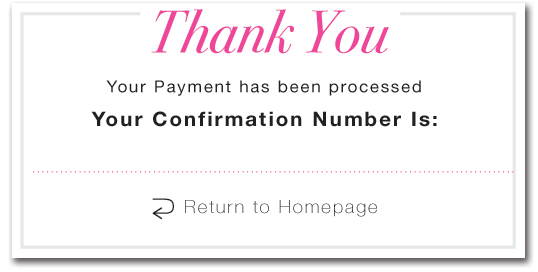 Thank You
Your Payment has been processed
Your Confirmation Number Is:
Return to Homepage